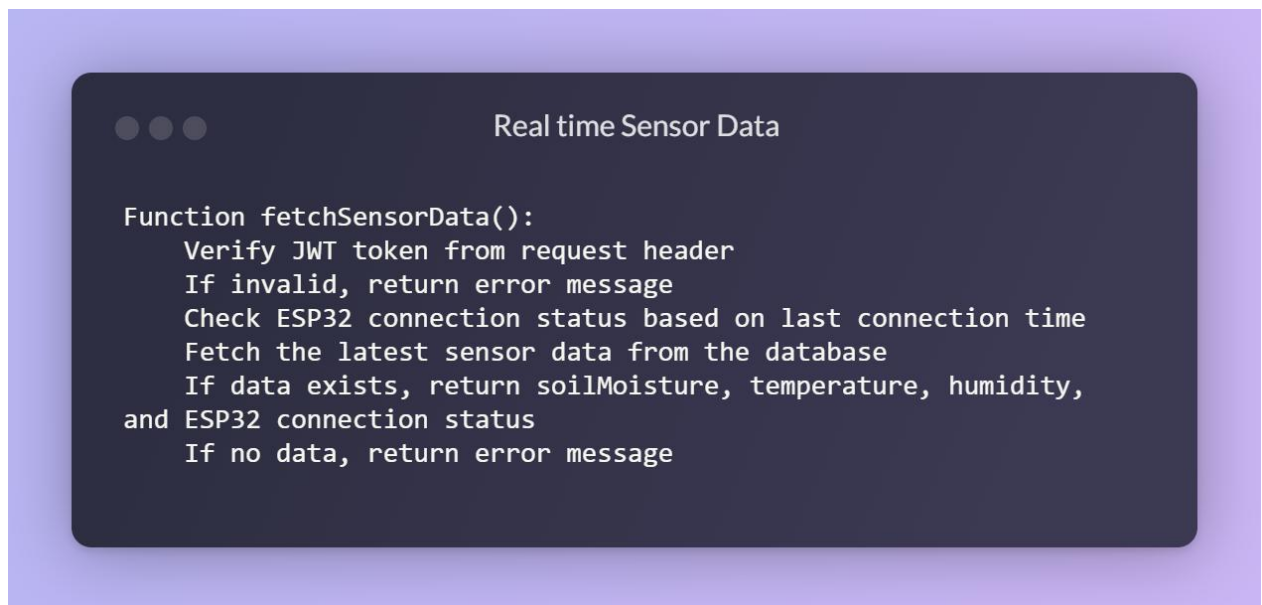 Real time Sensor Data
Function fetchSensorData():
Verify JWT token from request header
If invalid, return error message
Check ESP32 connection status based on last connection time
Fetch the latest sensor data from the database
If data exists, return soilMoisture, temperature, humidity,
and ESP32 connection status
If no data, return error message